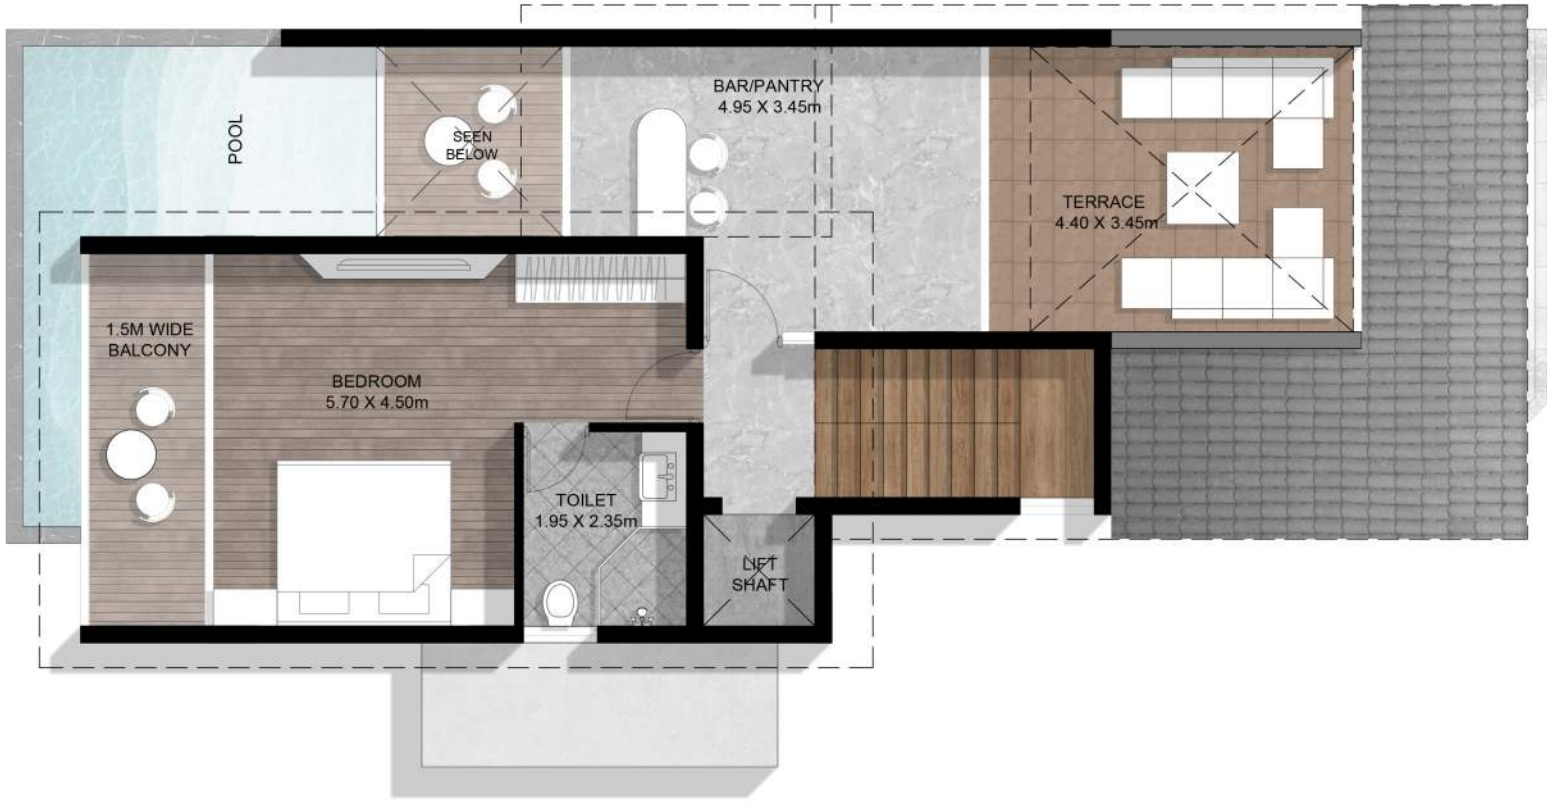 BAR/PANTRY
4.95 X 3.45m
POOL
SEEN
BELOW
TERRACE
4.40 X 3.45m
1.5M WIDE
BALCONY
BEDROOM
5.70 X 4.50m
TOILET
1.95 X 2.35m
LIFT
SHAFT